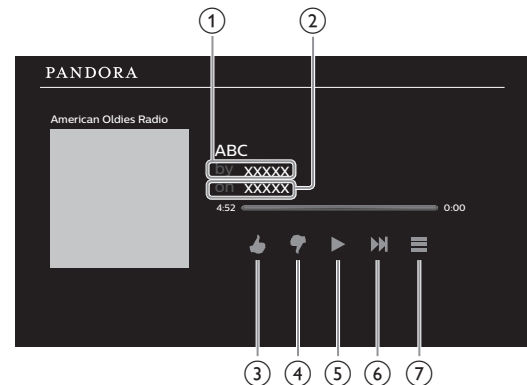 ① ②
PANDORA
American Oldies Radio
ABC
by xxxxx
on xxxxx
4:52 0:00
③ ④ ⑤ ⑥ ⑦